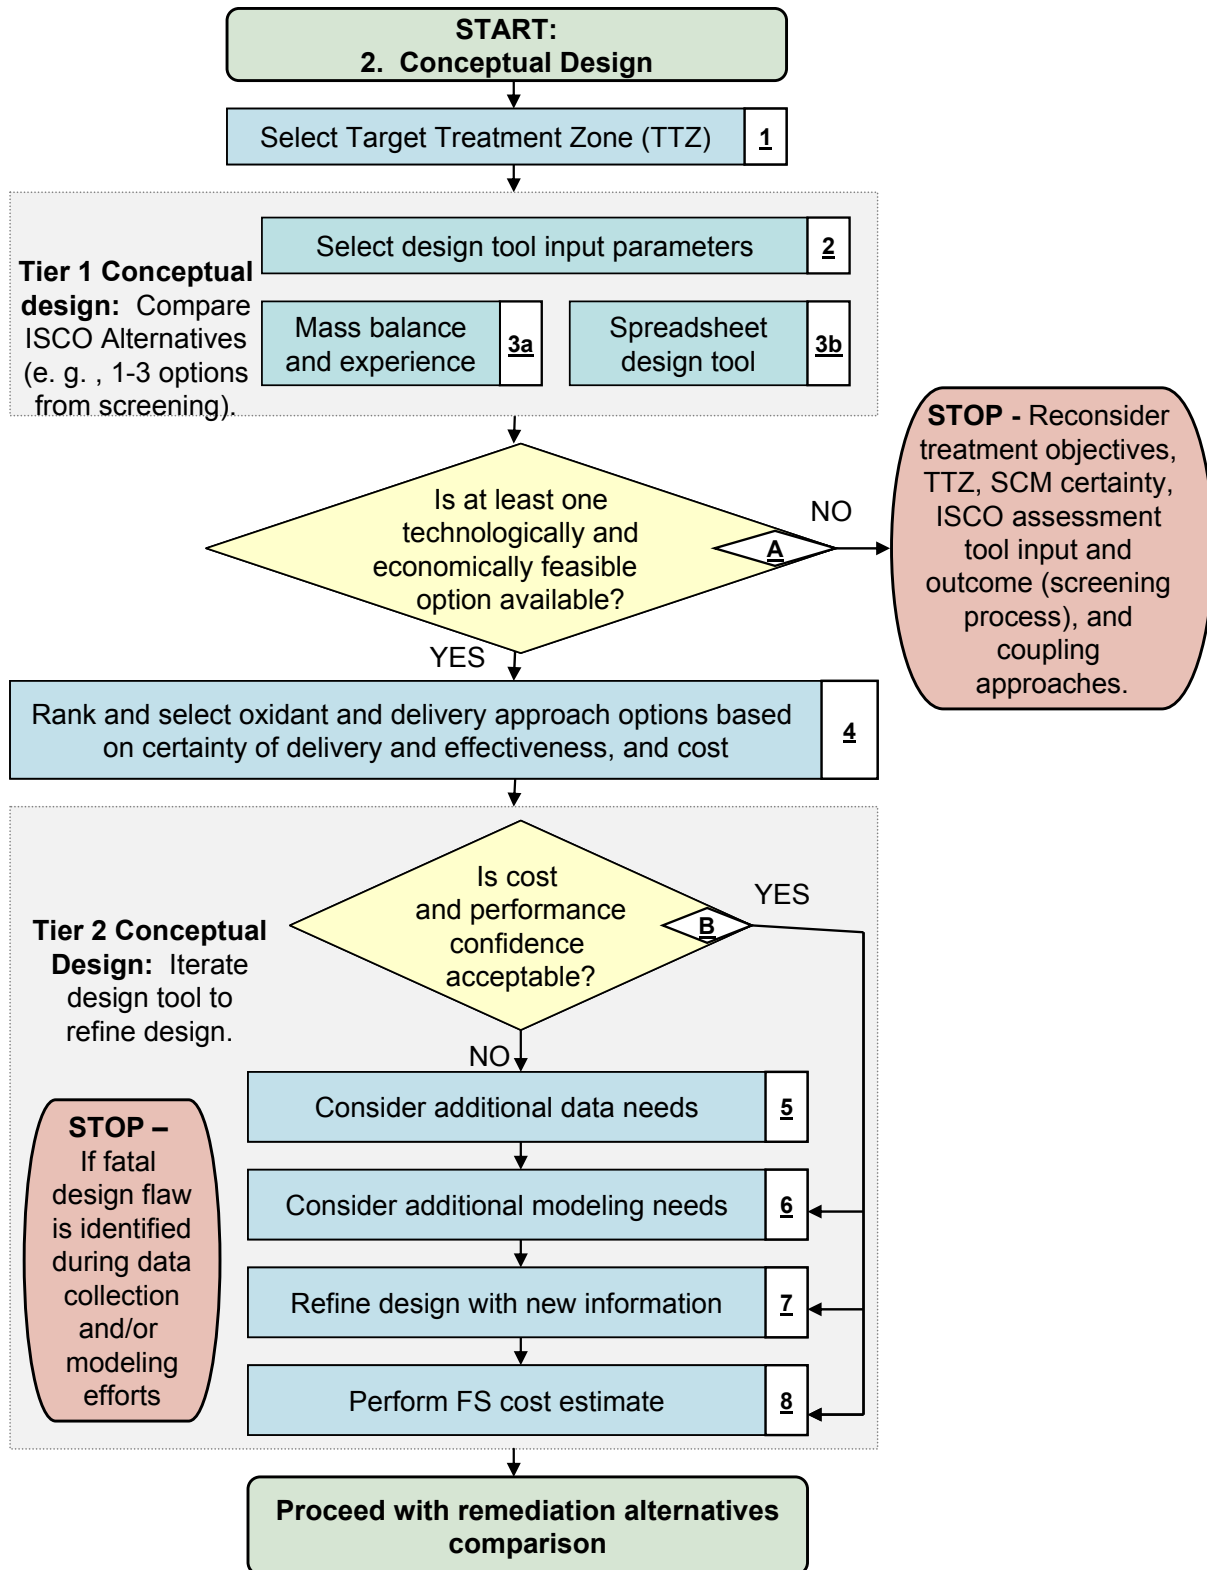 START:
2.  Conceptual Design
Select Target Treatment Zone (TTZ)
1
Select design tool input parameters
2
Tier 1 Conceptual
design:  Compare
ISCO Alternatives
(e. g. , 1-3 options
from screening).
Mass balance
and experience
3a
Spreadsheet
design tool
3b
Is at least one
technologically and
economically feasible
option available?
A
NO
STOP - Reconsider
treatment objectives,
TTZ, SCM certainty,
ISCO assessment
tool input and
outcome (screening
process), and
coupling
approaches.
YES
Rank and select oxidant and delivery approach options based
on certainty of delivery and effectiveness, and cost
4
Tier 2 Conceptual
Design:  Iterate
design tool to
refine design.
Is cost
and performance
confidence
acceptable?
B
YES
NO
Consider additional data needs
5
Consider additional modeling needs
6
Refine design with new information
7
Perform FS cost estimate
8
STOP –
If fatal
design flaw
is identified
during data
collection
and/or
modeling
efforts
Proceed with remediation alternatives
comparison